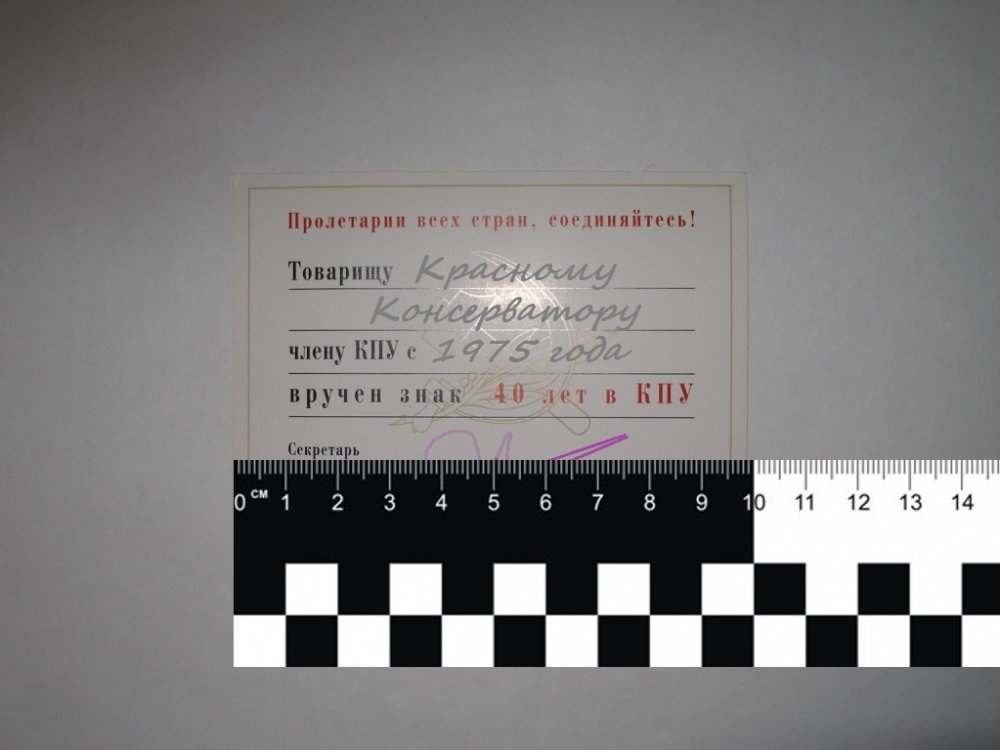 Пролетарии всех стран, соединяйтесь!
Товарищу Красному
Консерватору
члену КПУ с 1975 года
вручен знак 40 лет в КПУ
Секретарь
0 см 1 2 3 4 5 6 7 8 9 10 11 12 13 14